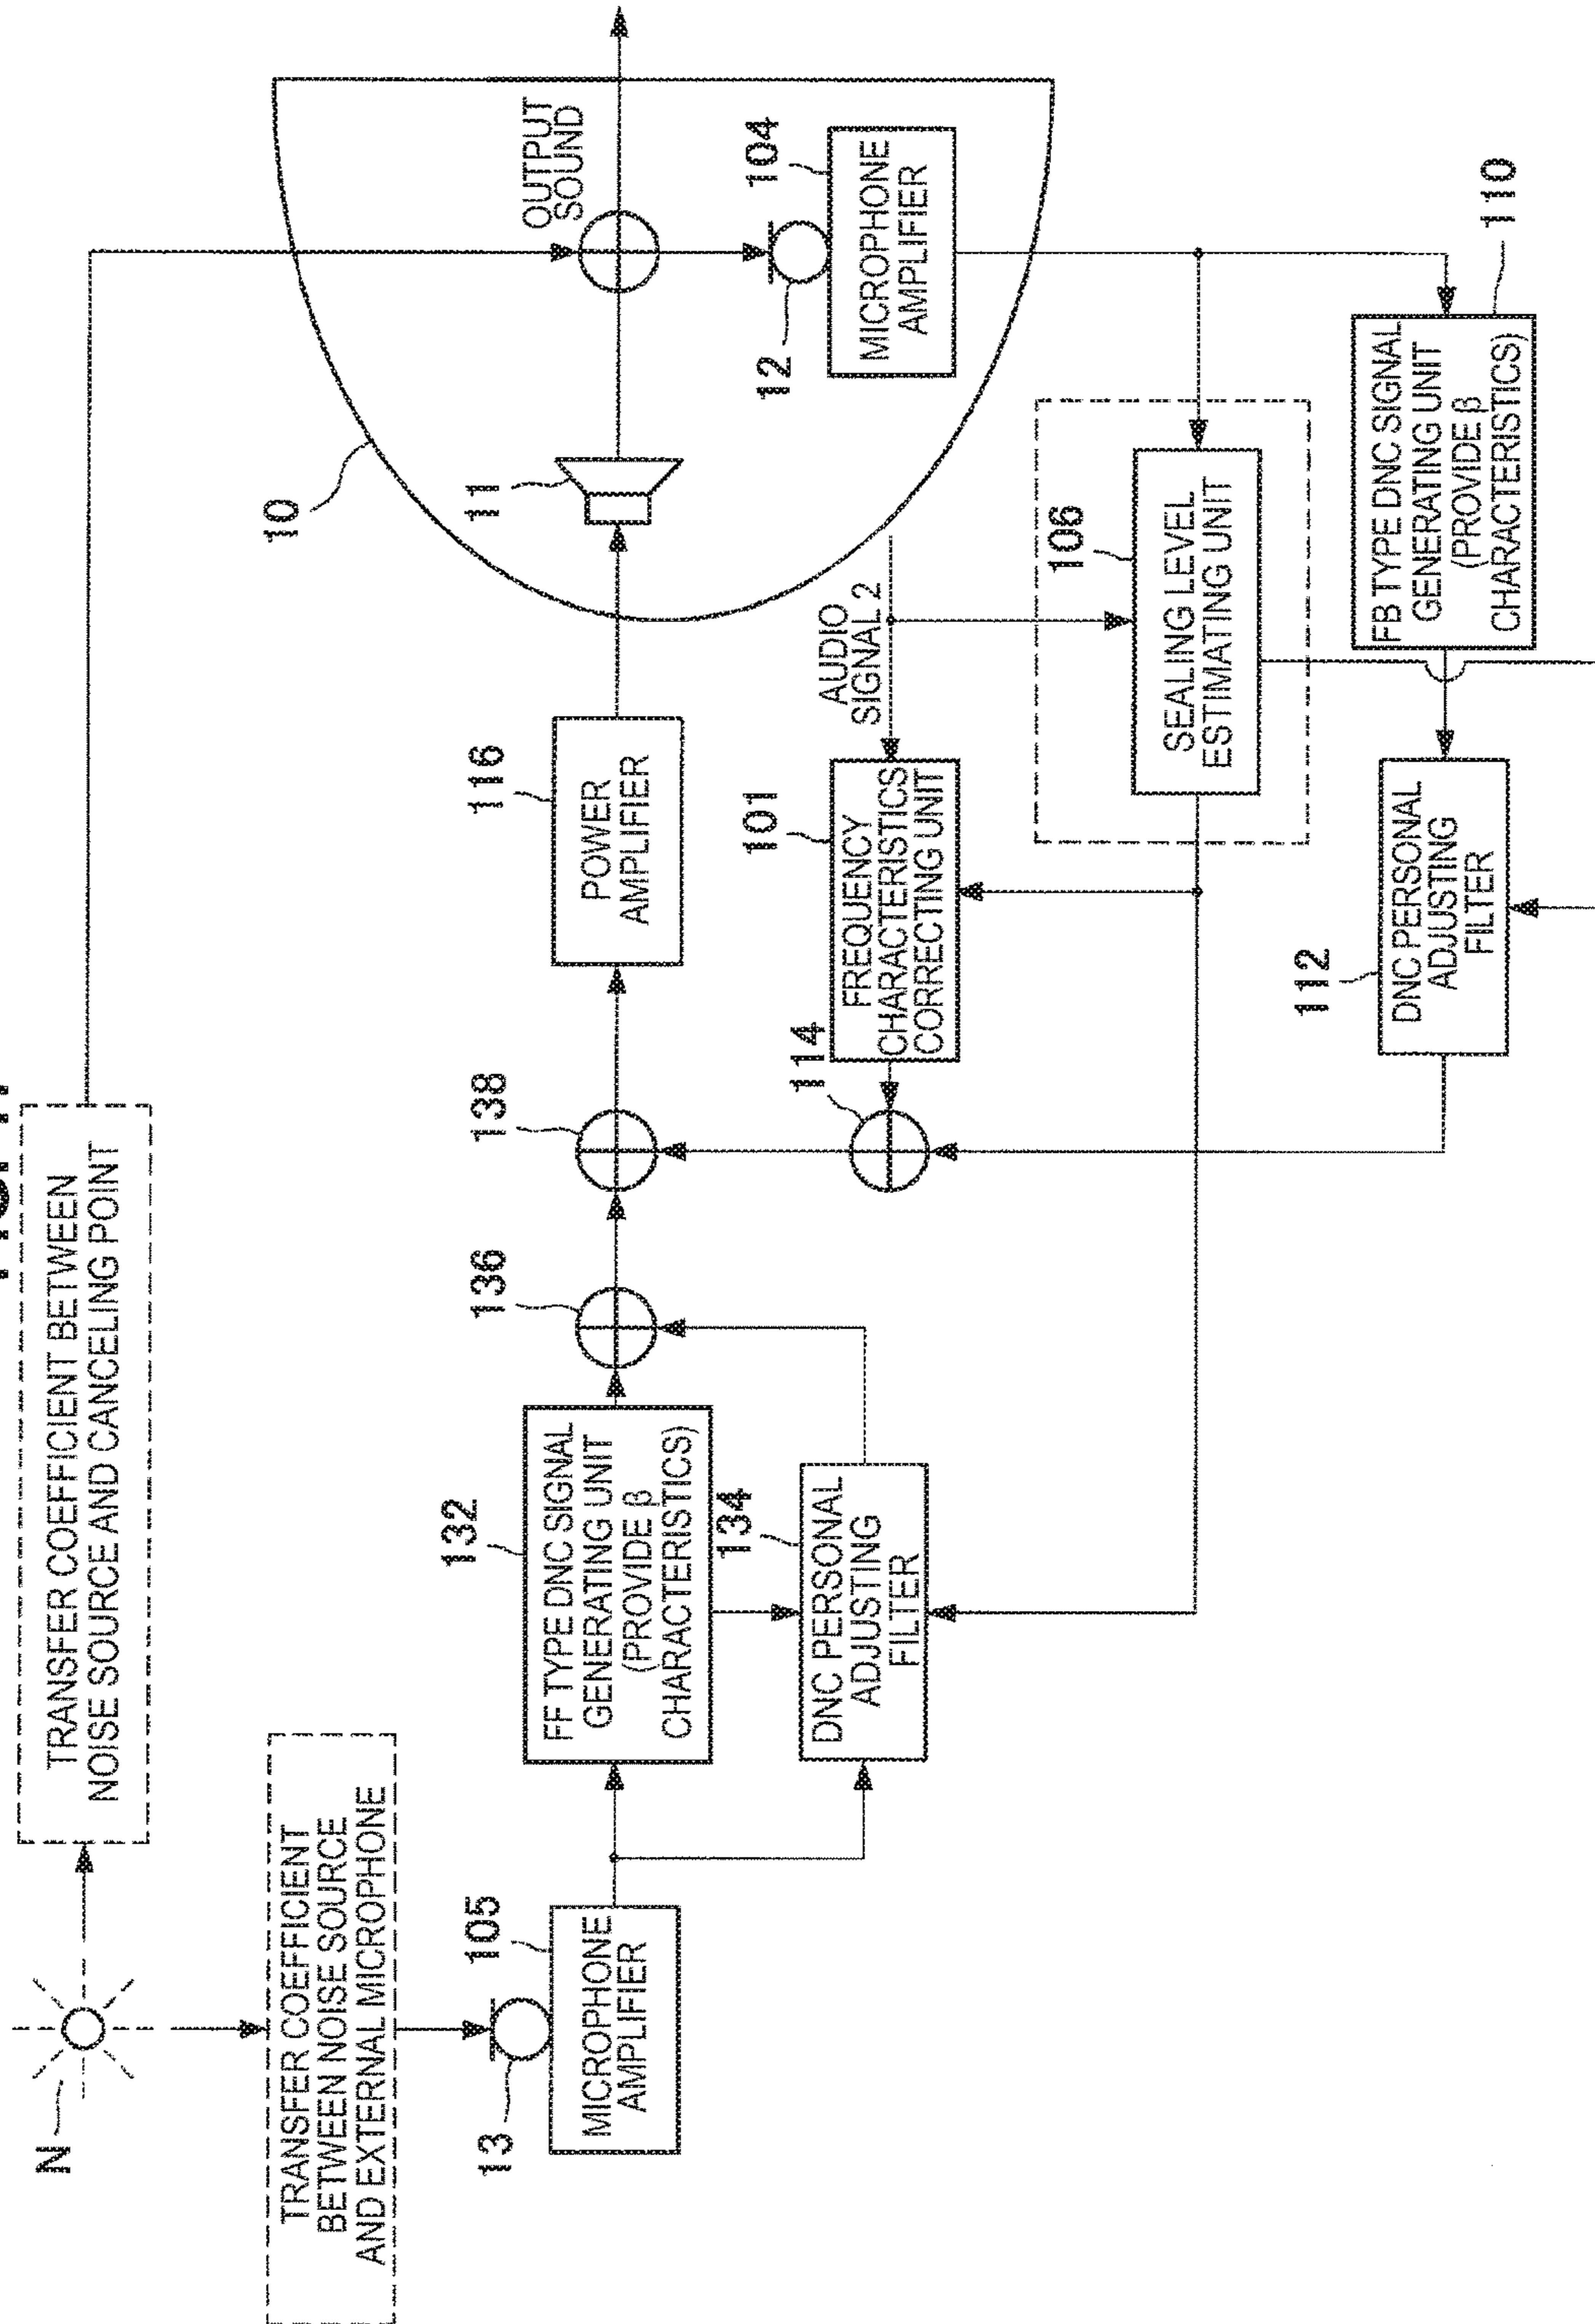 N
TRANSFER COEFFICIENT BETWEEN
NOISE SOURCE AND CANCELING POINT
TRANSFER COEFFICIENT
BETWEEN NOISE SOURCE
AND EXTERNAL MICROPHONE
13
105
MICROPHONE
AMPLIFIER
132
FF TYPE DNC SIGNAL
GENERATING UNIT
(PROVIDE β
CHARACTERISTICS)
134
DNC PERSONAL
ADJUSTING
FILTER
136
138
116
POWER
AMPLIFIER
10
11
OUTPUT
SOUND
12
104
MICROPHONE
AMPLIFIER
AUDIO
SIGNAL 2
101
FREQUENCY
CHARACTERISTICS
CORRECTING UNIT
114
106
SEALING LEVEL
ESTIMATING UNIT
112
DNC PERSONAL
ADJUSTING
FILTER
110
FB TYPE DNC SIGNAL
GENERATING UNIT
(PROVIDE β
CHARACTERISTICS)